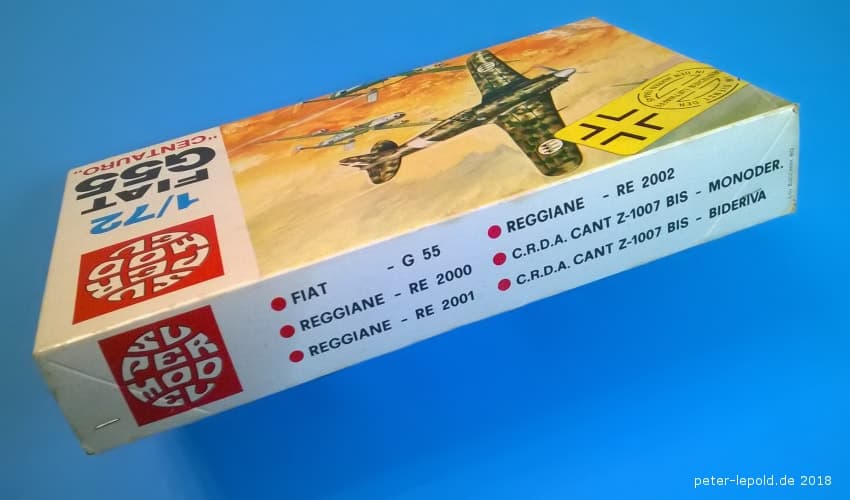 SUPER
MODEL
1/72
FIAT
G55
"CENTAURO"
SUPER
MODEL
FIAT - G 55
REGGIANE - RE 2000
REGGIANE - RE 2001
REGGIANE - RE 2002
C.R.D.A. CANT Z-1007 BIS - MONODER.
C.R.D.A. CANT Z-1007 BIS - BIDERIVA
peter-lepold.de 2018